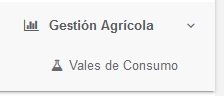 Gestión Agrícola
Vales de Consumo